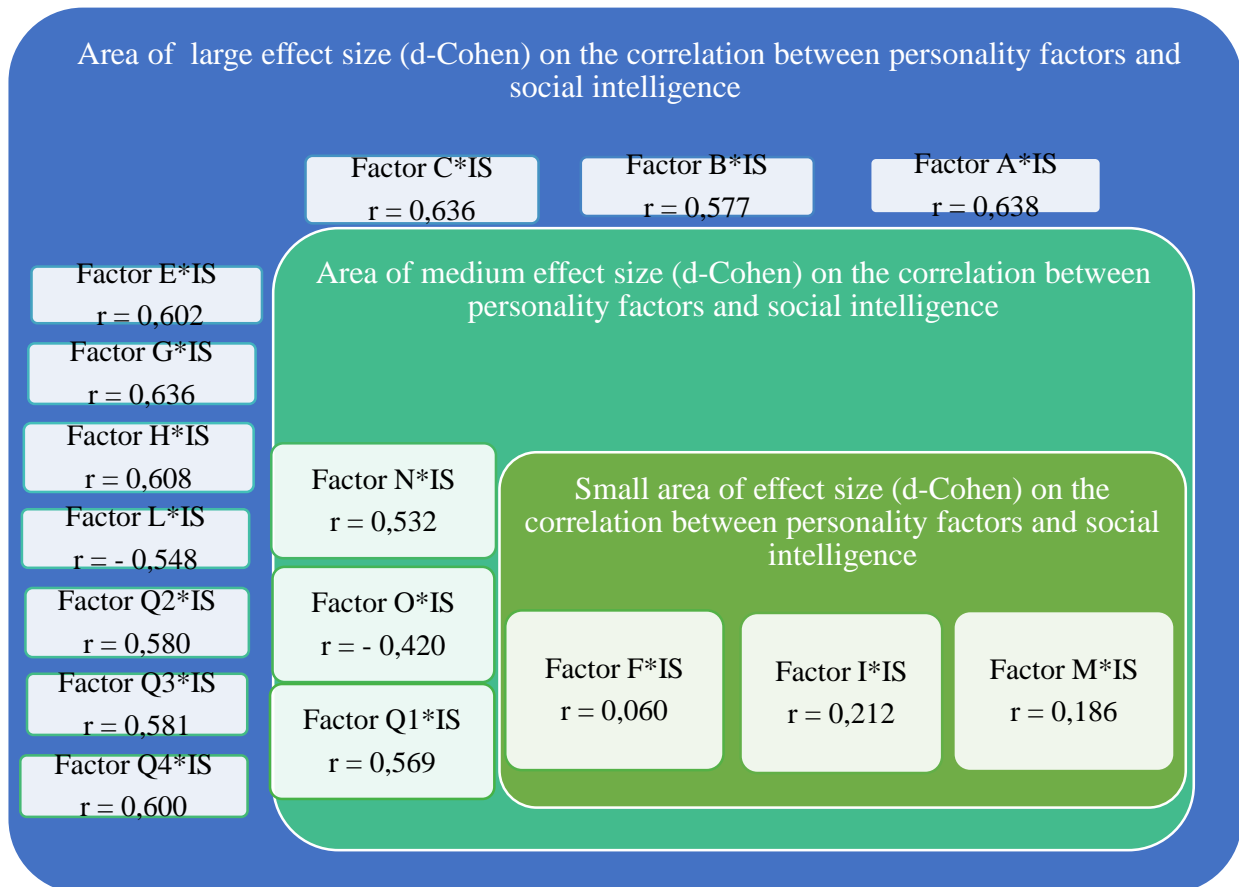 Area of large effect size (d-Cohen) on the correlation between personality factors and
social intelligence
Factor C*IS
r = 0,636
Factor B*IS
r = 0,577
Factor A*IS
r = 0,638
Factor E*IS
r = 0,602
Factor G*IS
r = 0,636
Factor H*IS
r = 0,608
Factor L*IS
r = - 0,548
Factor Q2*IS
r = 0,580
Factor Q3*IS
r = 0,581
Factor Q4*IS
r = 0,600
Area of medium effect size (d-Cohen) on the correlation between
personality factors and social intelligence
Factor N*IS
r = 0,532
Factor O*IS
r = - 0,420
Factor Q1*IS
r = 0,569
Small area of effect size (d-Cohen) on the
correlation between personality factors and social
intelligence
Factor F*IS
r = 0,060
Factor I*IS
r = 0,212
Factor M*IS
r = 0,186